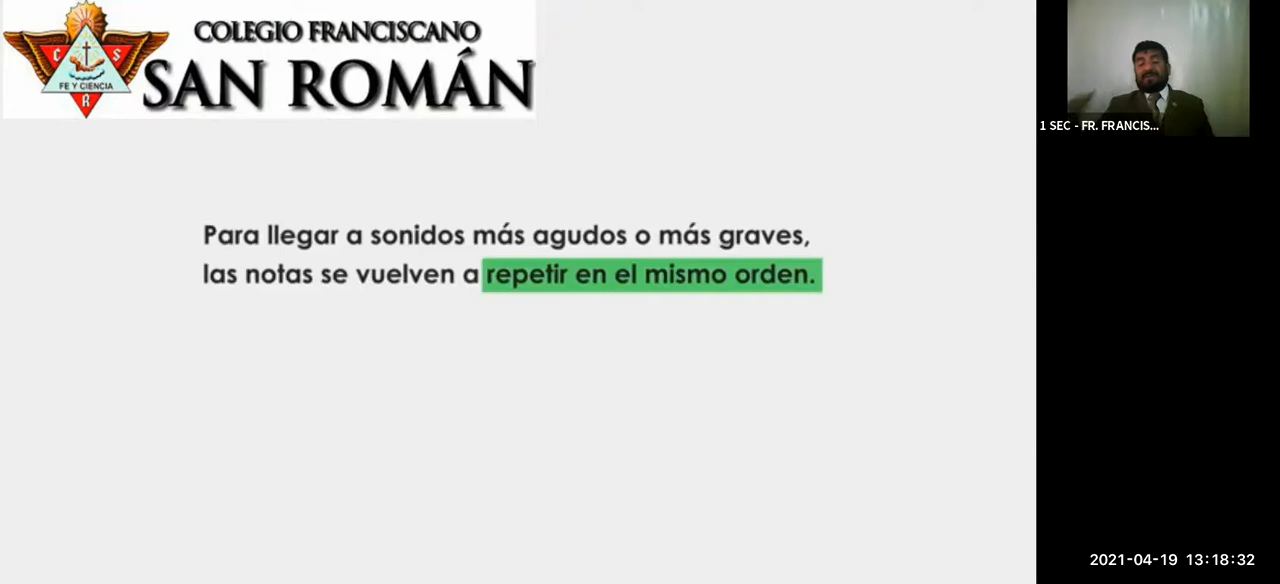 COLEGIO FRANCISCANO
SAN ROMÁN
C S
FE Y CIENCIA
R
1 SEC - FR. FRANCIS...
Para llegar a sonidos más agudos o más graves,
las notas se vuelven a repetir en el mismo orden.
2021-04-19 13:18:32